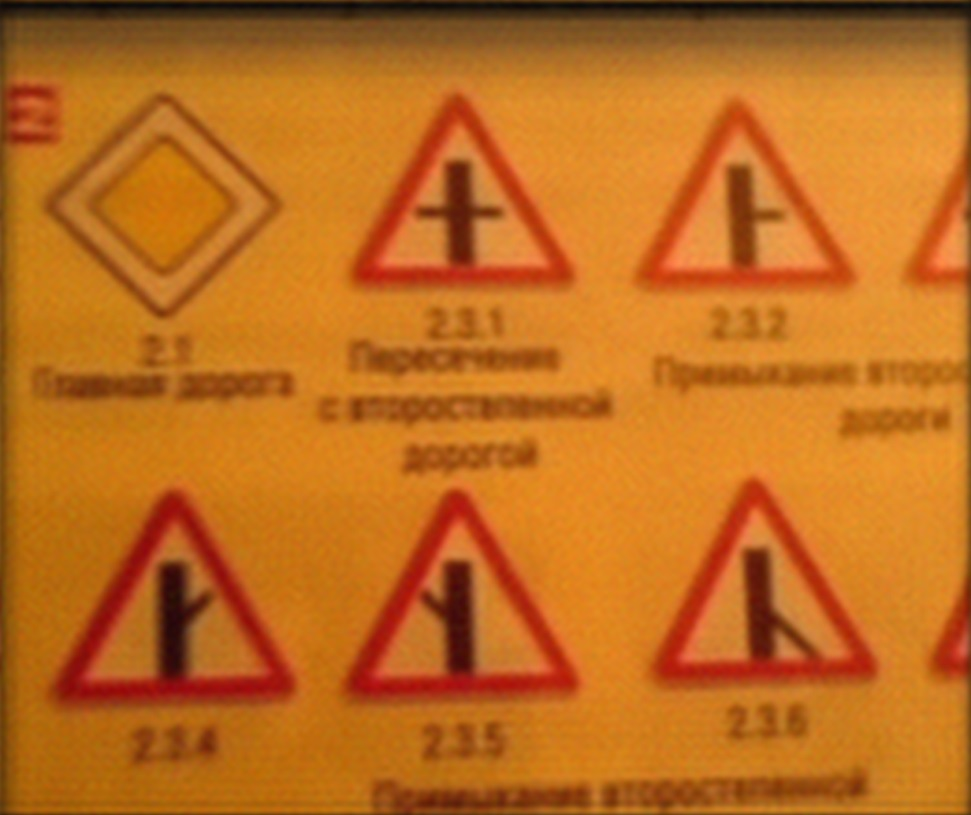 2.1
Главная дорога
2.3.1
Пересечение
с второстепенной
дорогой
2.3.2
Примыкание
дороги
2.3.4
2.3.5
2.3.6
Примыкание второстепенной